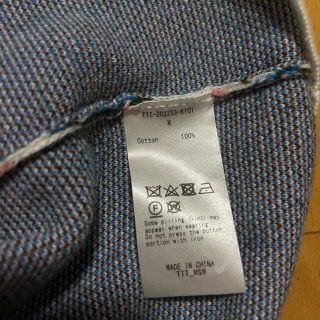 TTT-2022SS-KT01
M
Cotton 100%
Some pilling (lint) may
appear when wearing.
Do not press the button
portion with iron.
MADE IN CHINA
TTT_MSW